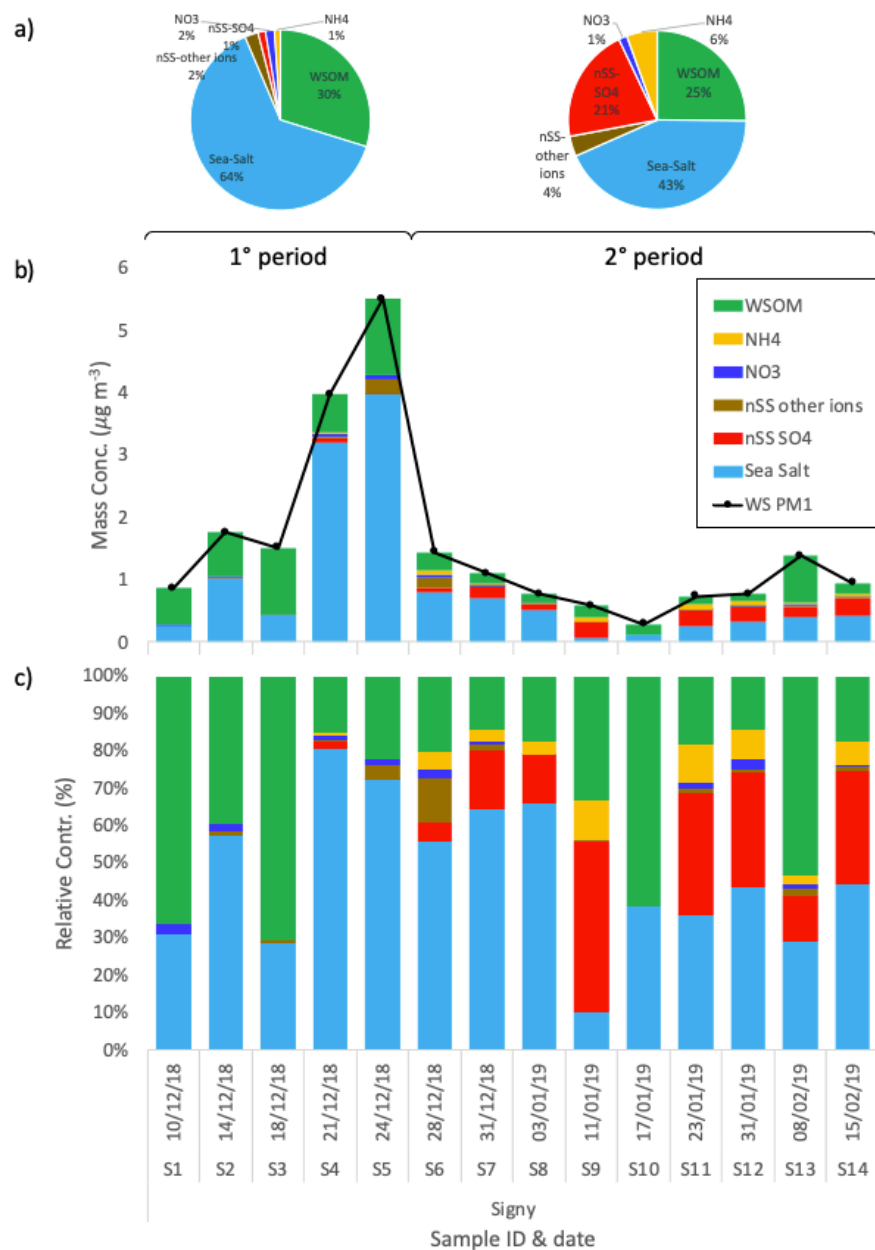 a)
NO3
2%
nSS-SO4
1%
NH4
1%
nSS-other ions
2%
WSOM
30%
Sea-Salt
64%
NO3
1%
NH4
6%
nSS-
SO4
21%
WSOM
25%
nSS-
other
ions
4%
Sea-Salt
43%
1° period
2° period
b)
6
5
4
3
2
1
0
Mass Conc. (µg m-3)
WSOM
NH4
NO3
nSS other ions
nSS SO4
Sea Salt
WS PM1
c)
100%
90%
80%
70%
60%
50%
40%
30%
20%
10%
0%
Relative Contr. (%)
10/12/18
14/12/18
18/12/18
21/12/18
24/12/18
28/12/18
31/12/18
03/01/19
11/01/19
17/01/19
23/01/19
31/01/19
08/02/19
15/02/19
S1 S2 S3 S4 S5 S6 S7 S8 S9 S10 S11 S12 S13 S14
Signy
Sample ID & date